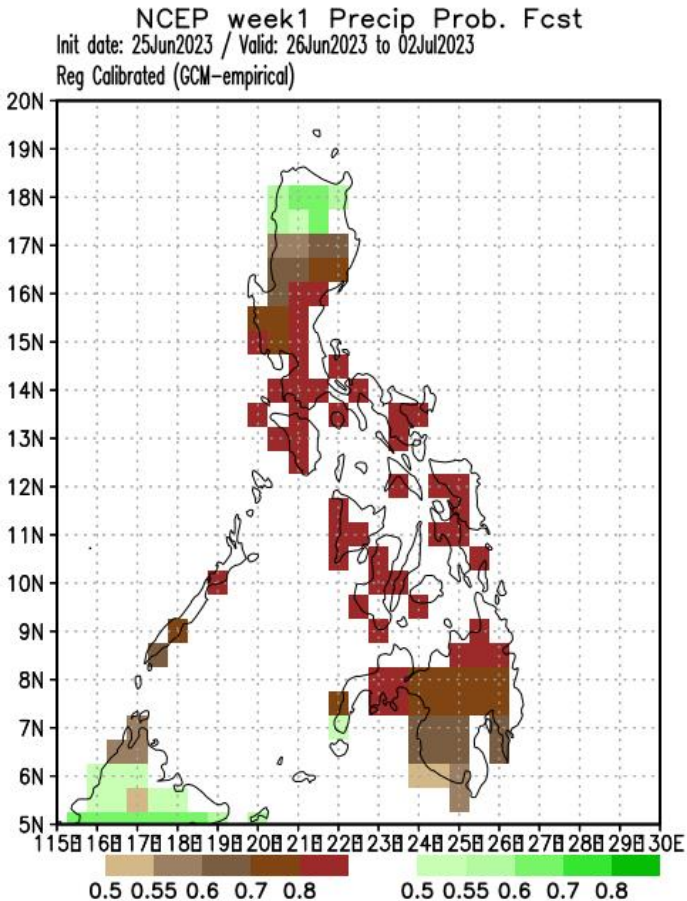 NCEP week1 Precip Prob. Fcst
Init date: 25Jun2023 / Valid: 26Jun2023 to 02Jul2023
Reg Calibrated (GCM-empirical)
20N
19N
18N
17N
16N
15N
14N
13N
12N
11N
10N
9N
8N
7N
6N
5N
115E 116E 117E 118E 119E 120E 121E 122E 123E 124E 125E 126E 127E 128E 129E 130E
0.5 0.55 0.6 0.7 0.8 0.5 0.55 0.6 0.7 0.8